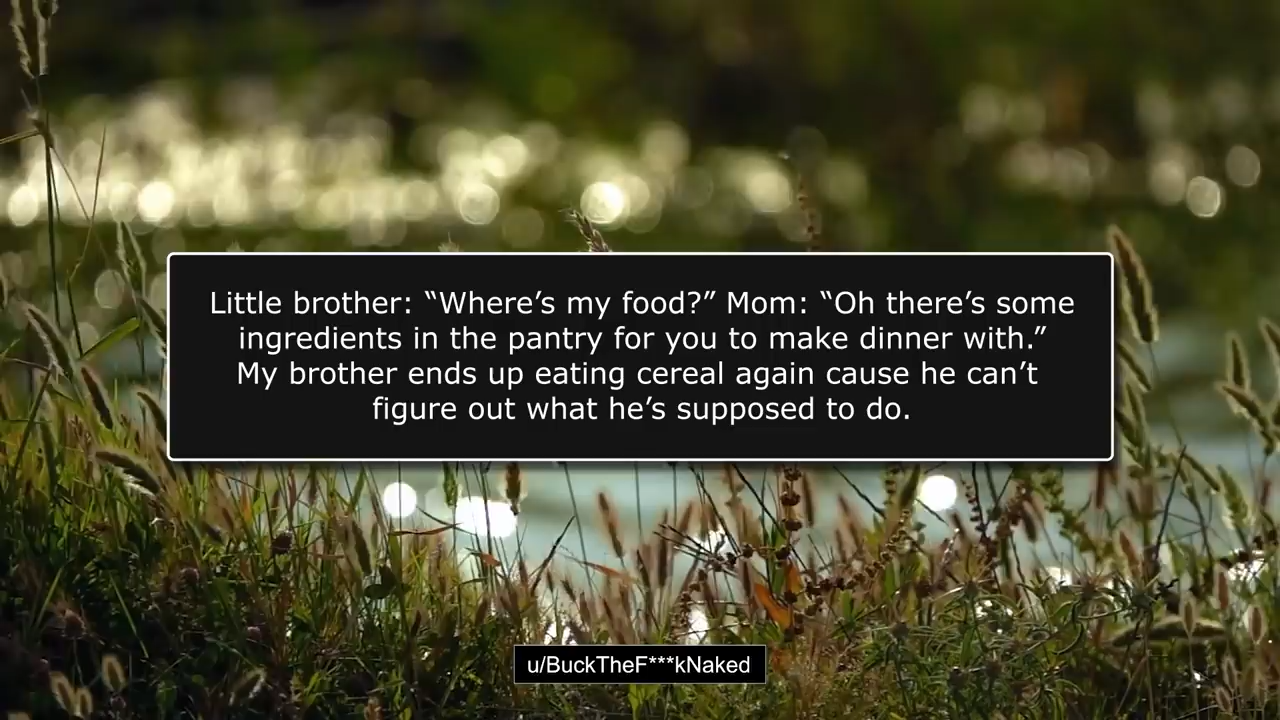 Little brother: “Where’s my food?” Mom: “Oh there’s some
ingredients in the pantry for you to make dinner with.”
My brother ends up eating cereal again cause he can’t
figure out what he’s supposed to do.
u/BuckTheF***kNaked